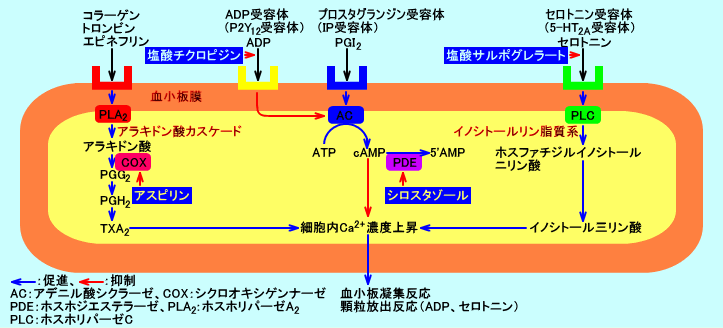 コラーゲン
トロンビン
エピネフリン
ADP受容体
(P2Y12受容体)
ADP
プロスタグランジン受容体
(IP受容体)
PGI2
セロトニン受容体
(5-HT2A受容体)
セロトニン
塩酸チクロピジン
塩酸サルポグレラート
血小板膜
PLA2
AC
PLC
アラキドン酸カスケード
イノシトールリン脂質系
アラキドン酸
COX
PGG2
アスピリン
PGH2
TXA2
ATP
cAMP
5'AMP
PDE
シロスタゾール
ホスファチジルイノシトール
ニリン酸
細胞内Ca2+濃度上昇
イノシトール三リン酸
:促進、
:抑制
AC:アデニル酸シクラーゼ、COX:シクロオキシゲンナーゼ
PDE:ホスホジエステラーゼ、PLA2:ホスホリパーゼA2
PLC:ホスホリパーゼC
血小板凝集反応
顆粒放出反応(ADP、セロトニン)